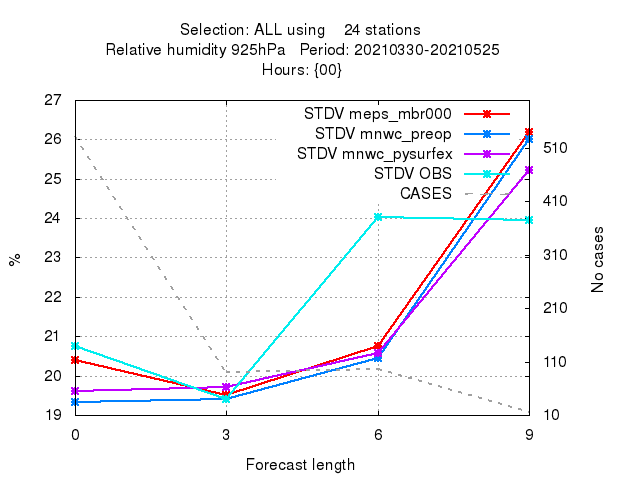 Selection: ALL using    24 stations
Relative humidity 925hPa   Period: 20210330-20210525
Hours: {00}
STDV meps_mbr000
STDV mnwc_preop
STDV mnwc_pysurfex
STDV OBS
CASES
%
27
26
25
24
23
22
21
20
19
510
410
310
210
110
10
No cases
0 3 6 9
Forecast length